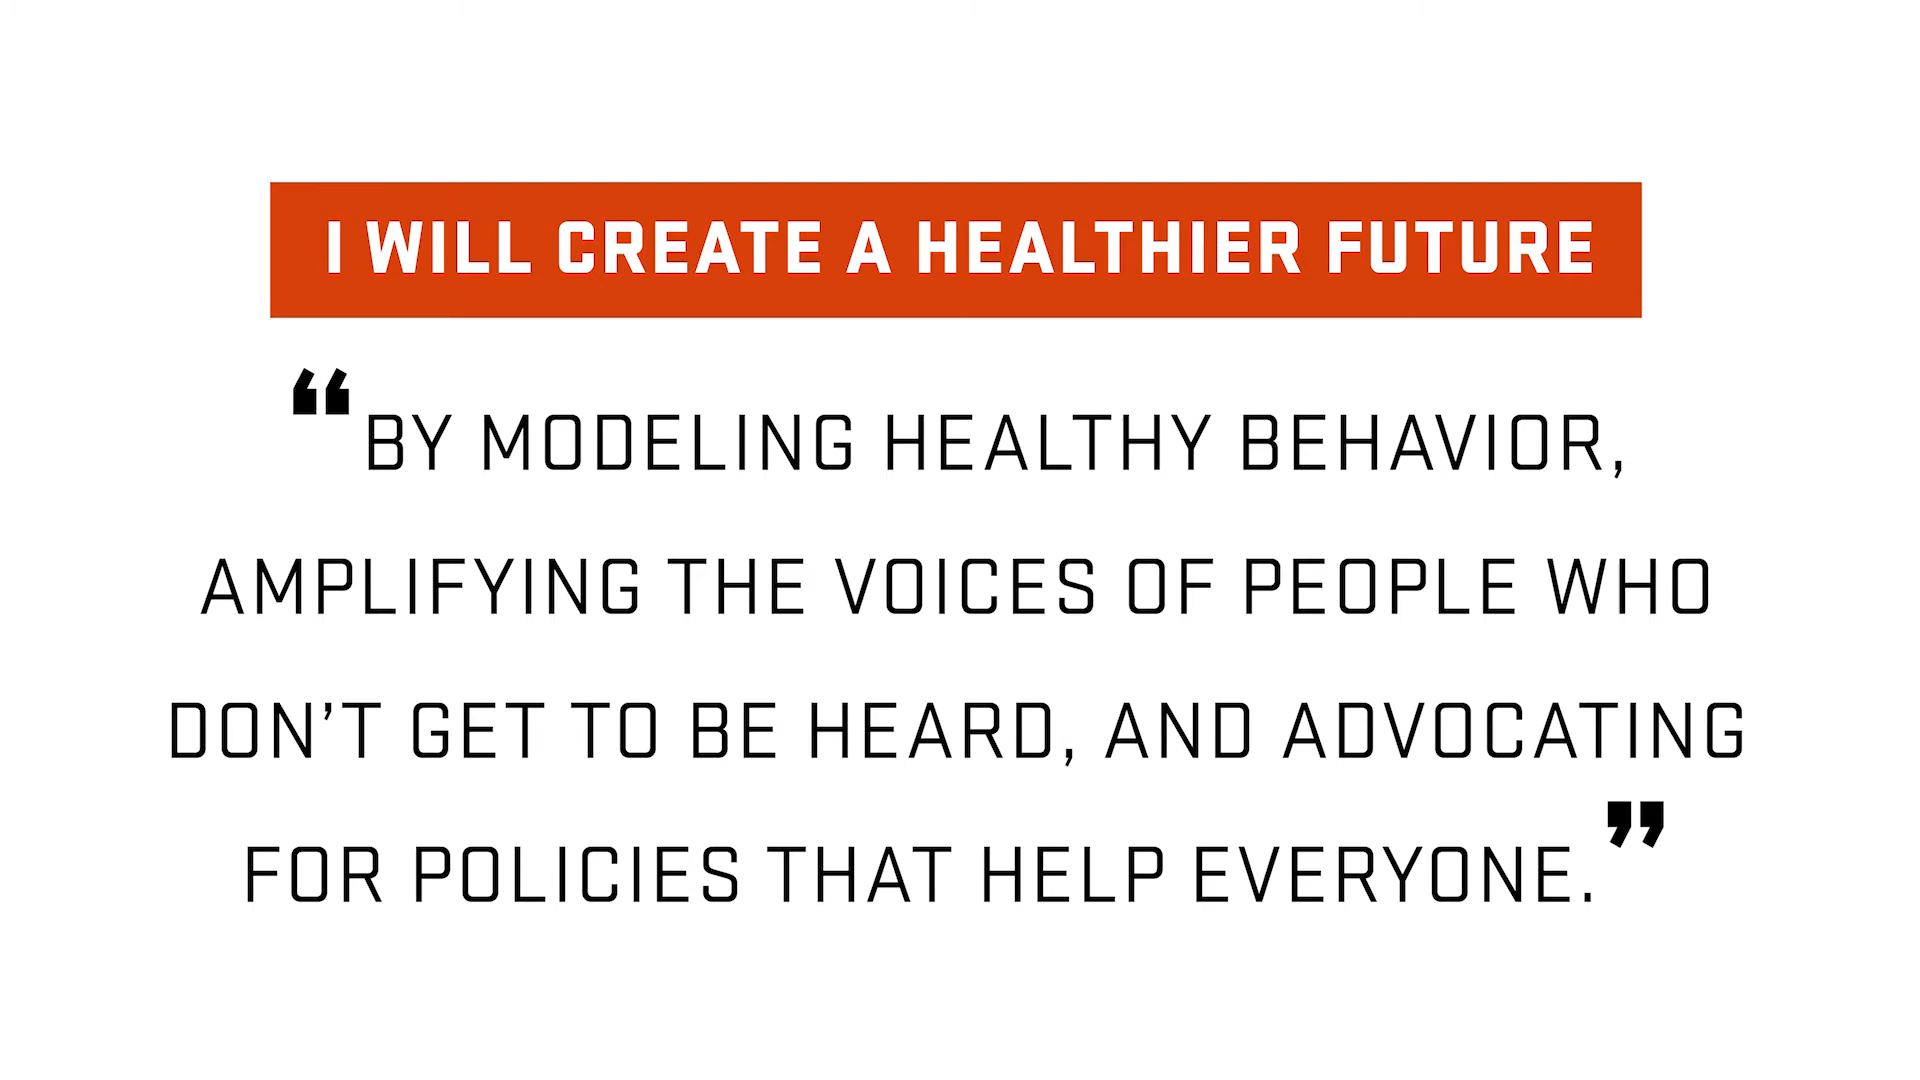 I WILL CREATE A HEALTHIER FUTURE
“BY MODELING HEALTHY BEHAVIOR,
AMPLIFYING THE VOICES OF PEOPLE WHO
DON’T GET TO BE HEARD, AND ADVOCATING
FOR POLICIES THAT HELP EVERYONE.”